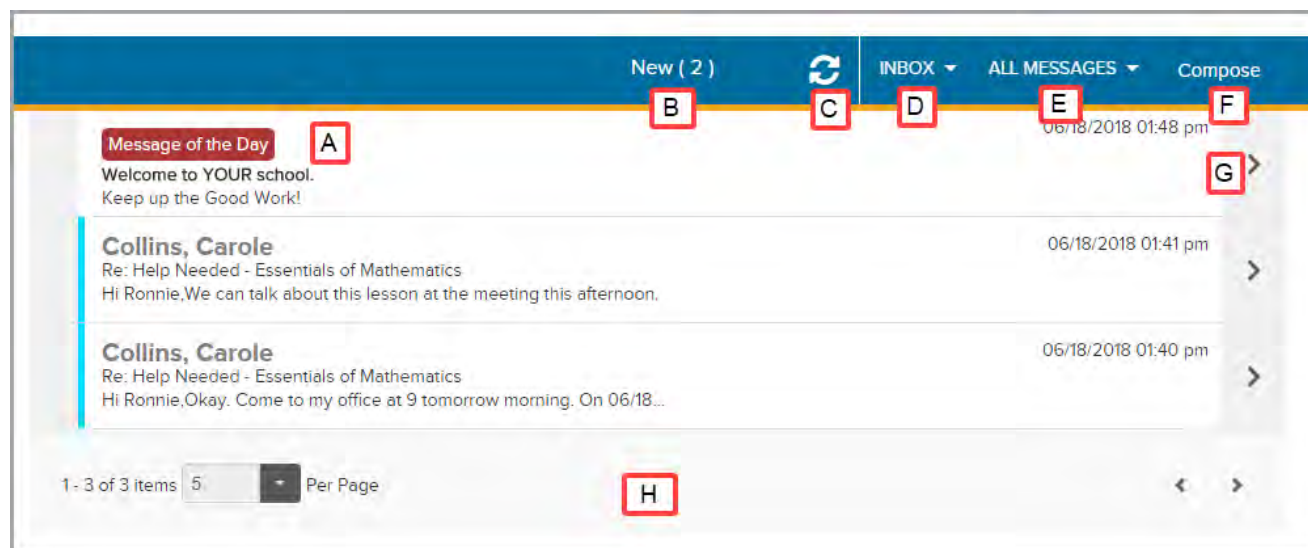 New ( 2 )
INBOX
ALL MESSAGES
Compose
B
C
D
E
F
Message of the Day
A
06/18/2018 01:48 pm
Welcome to YOUR school.
G
Keep up the Good Work!
Collins, Carole
06/18/2018 01:41 pm
Re: Help Needed - Essentials of Mathematics
Hi Ronnie,We can talk about this lesson at the meeting this afternoon.
Collins, Carole
06/18/2018 01:40 pm
Re: Help Needed - Essentials of Mathematics
Hi Ronnie,Okay. Come to my office at 9 tomorrow morning. On 06/18...
1 - 3 of 3 items 5 Per Page
H